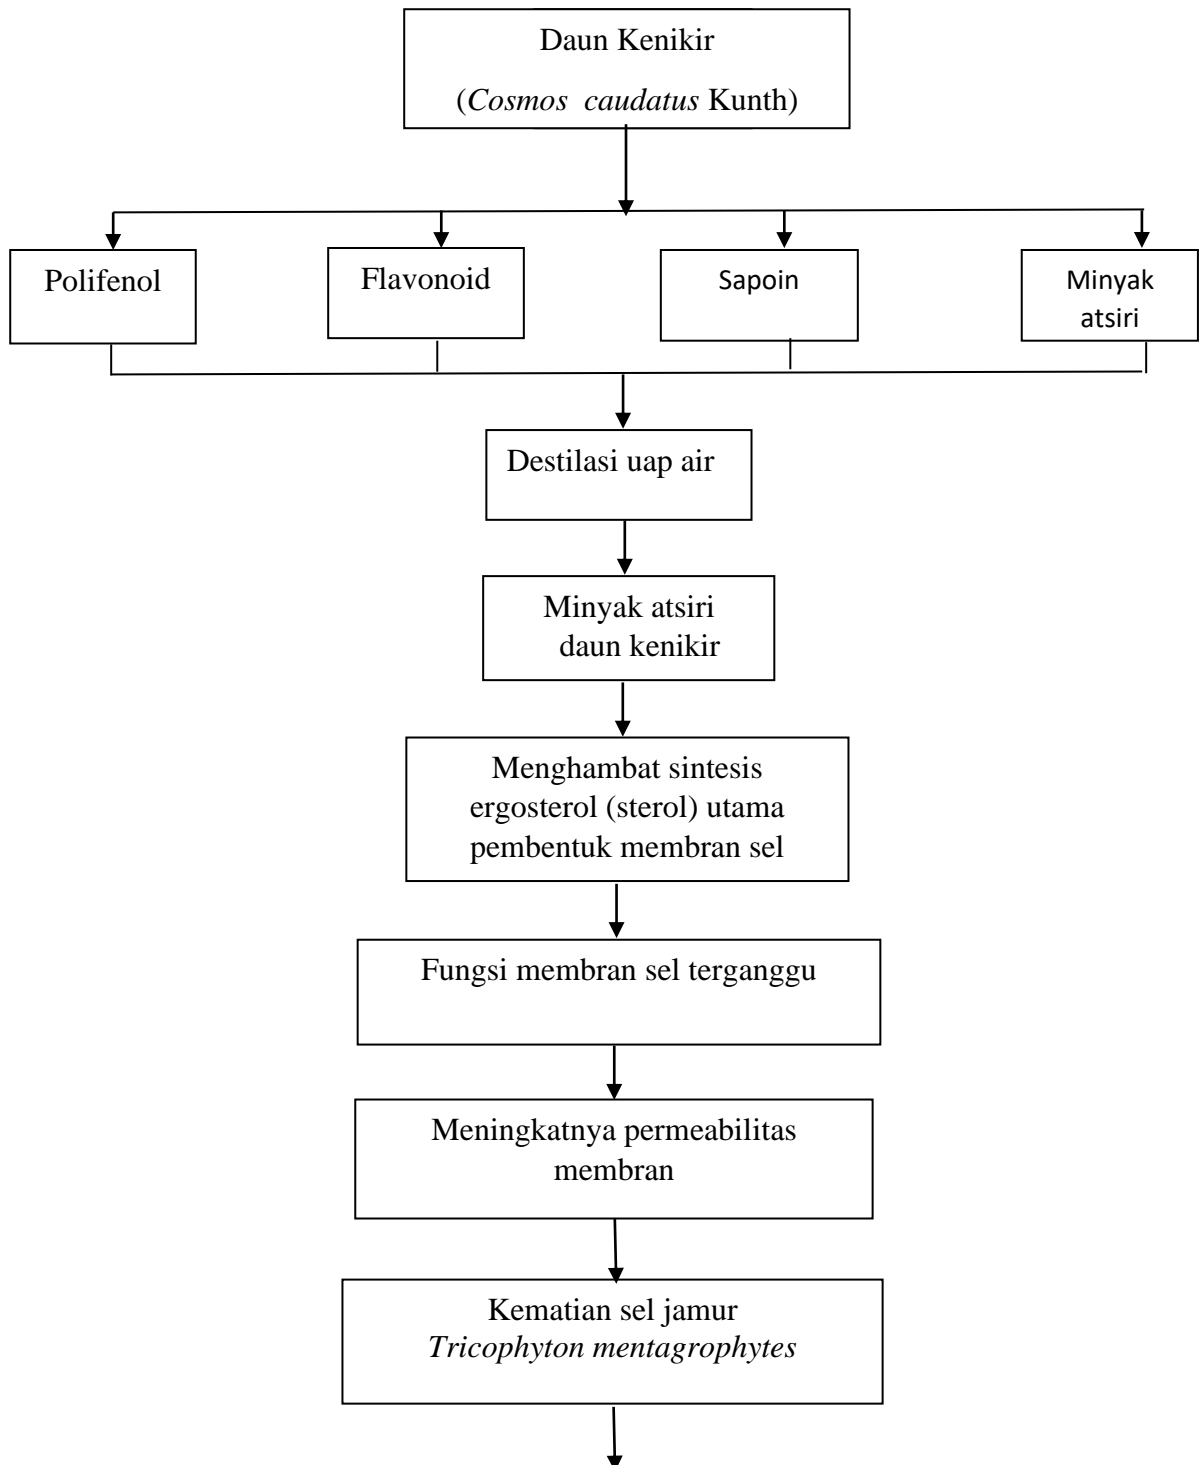 Daun Kenikir
(Cosmos caudatus Kunth)
Polifenol
Flavonoid
Sapoin
Minyak
atsiri
Destilasi uap air
Minyak atsiri
daun kenikir
Menghambat sintesis
ergosterol (sterol) utama
pembentuk membran sel
Fungsi membran sel terganggu
Meningkatnya permeabilitas
membran
Kematian sel jamur
Tricophyton mentagrophytes